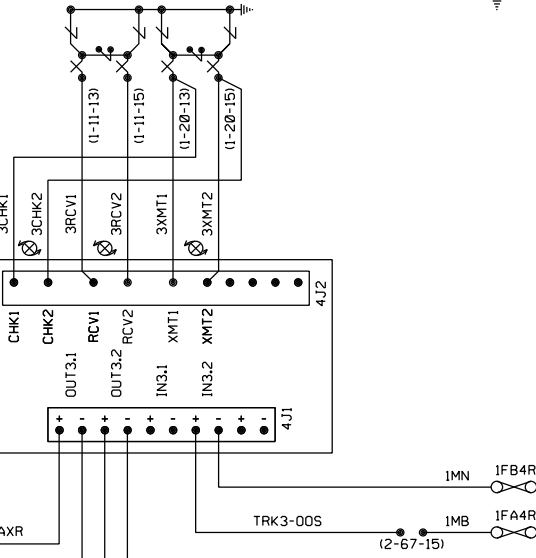 (1-11-13)
(1-11-15)
(1-20-13)
(1-20-15)
3CHK1
3CHK2
3RCV1
3RCV2
3XMT1
3XMT2
4J2
CHK1
CHK2
RCV1
RCV2
XMT1
XMT2
OUT3.1
OUT3.2
IN3.1
IN3.2
4J1
+ - + - + - + - + -
1MN
1FB4R
AXR
TRK3-00S
1MB
1FA4R
(2-67-15)